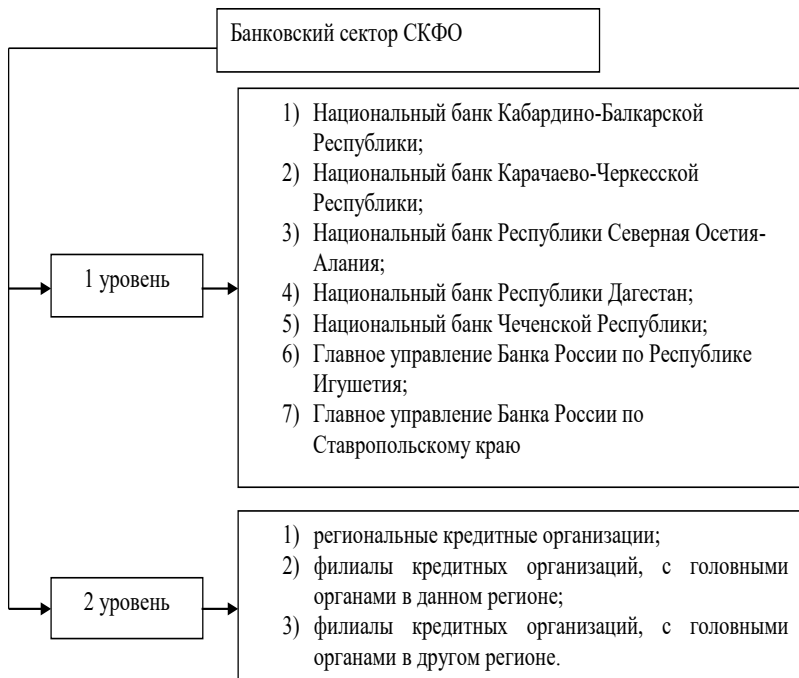 Банковский сектор СКФО
1) Национальный банк Кабардино-Балкарской
Республики;
2) Национальный банк Карачаево-Черкесской
Республики;
3) Национальный банк Республики Северная Осетия-
Алания;
1 уровень
4) Национальный банк Республики Дагестан;
5) Национальный банк Чеченской Республики;
6) Главное управление Банка России по Республике
Игушетия;
7) Главное управление Банка России по
Ставропольскому краю
1) региональные кредитные организации;
2) филиалы кредитных организаций, с головными
органами в данном регионе;
2 уровень
3) филиалы кредитных организаций, с головными
органами в другом регионе.